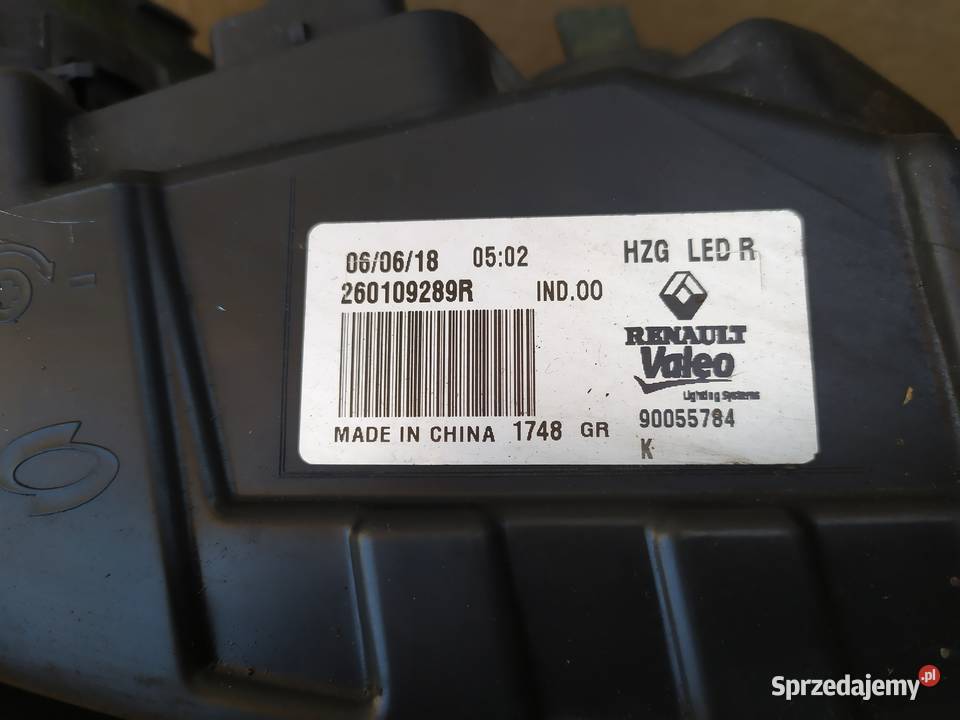 06/06/18 05:02 HZG LED R
260109289R IND.00
RENAULT
Valeo
Lighting Systems
MADE IN CHINA 1748 GR 90055784
K
Sprzedajemy.pl